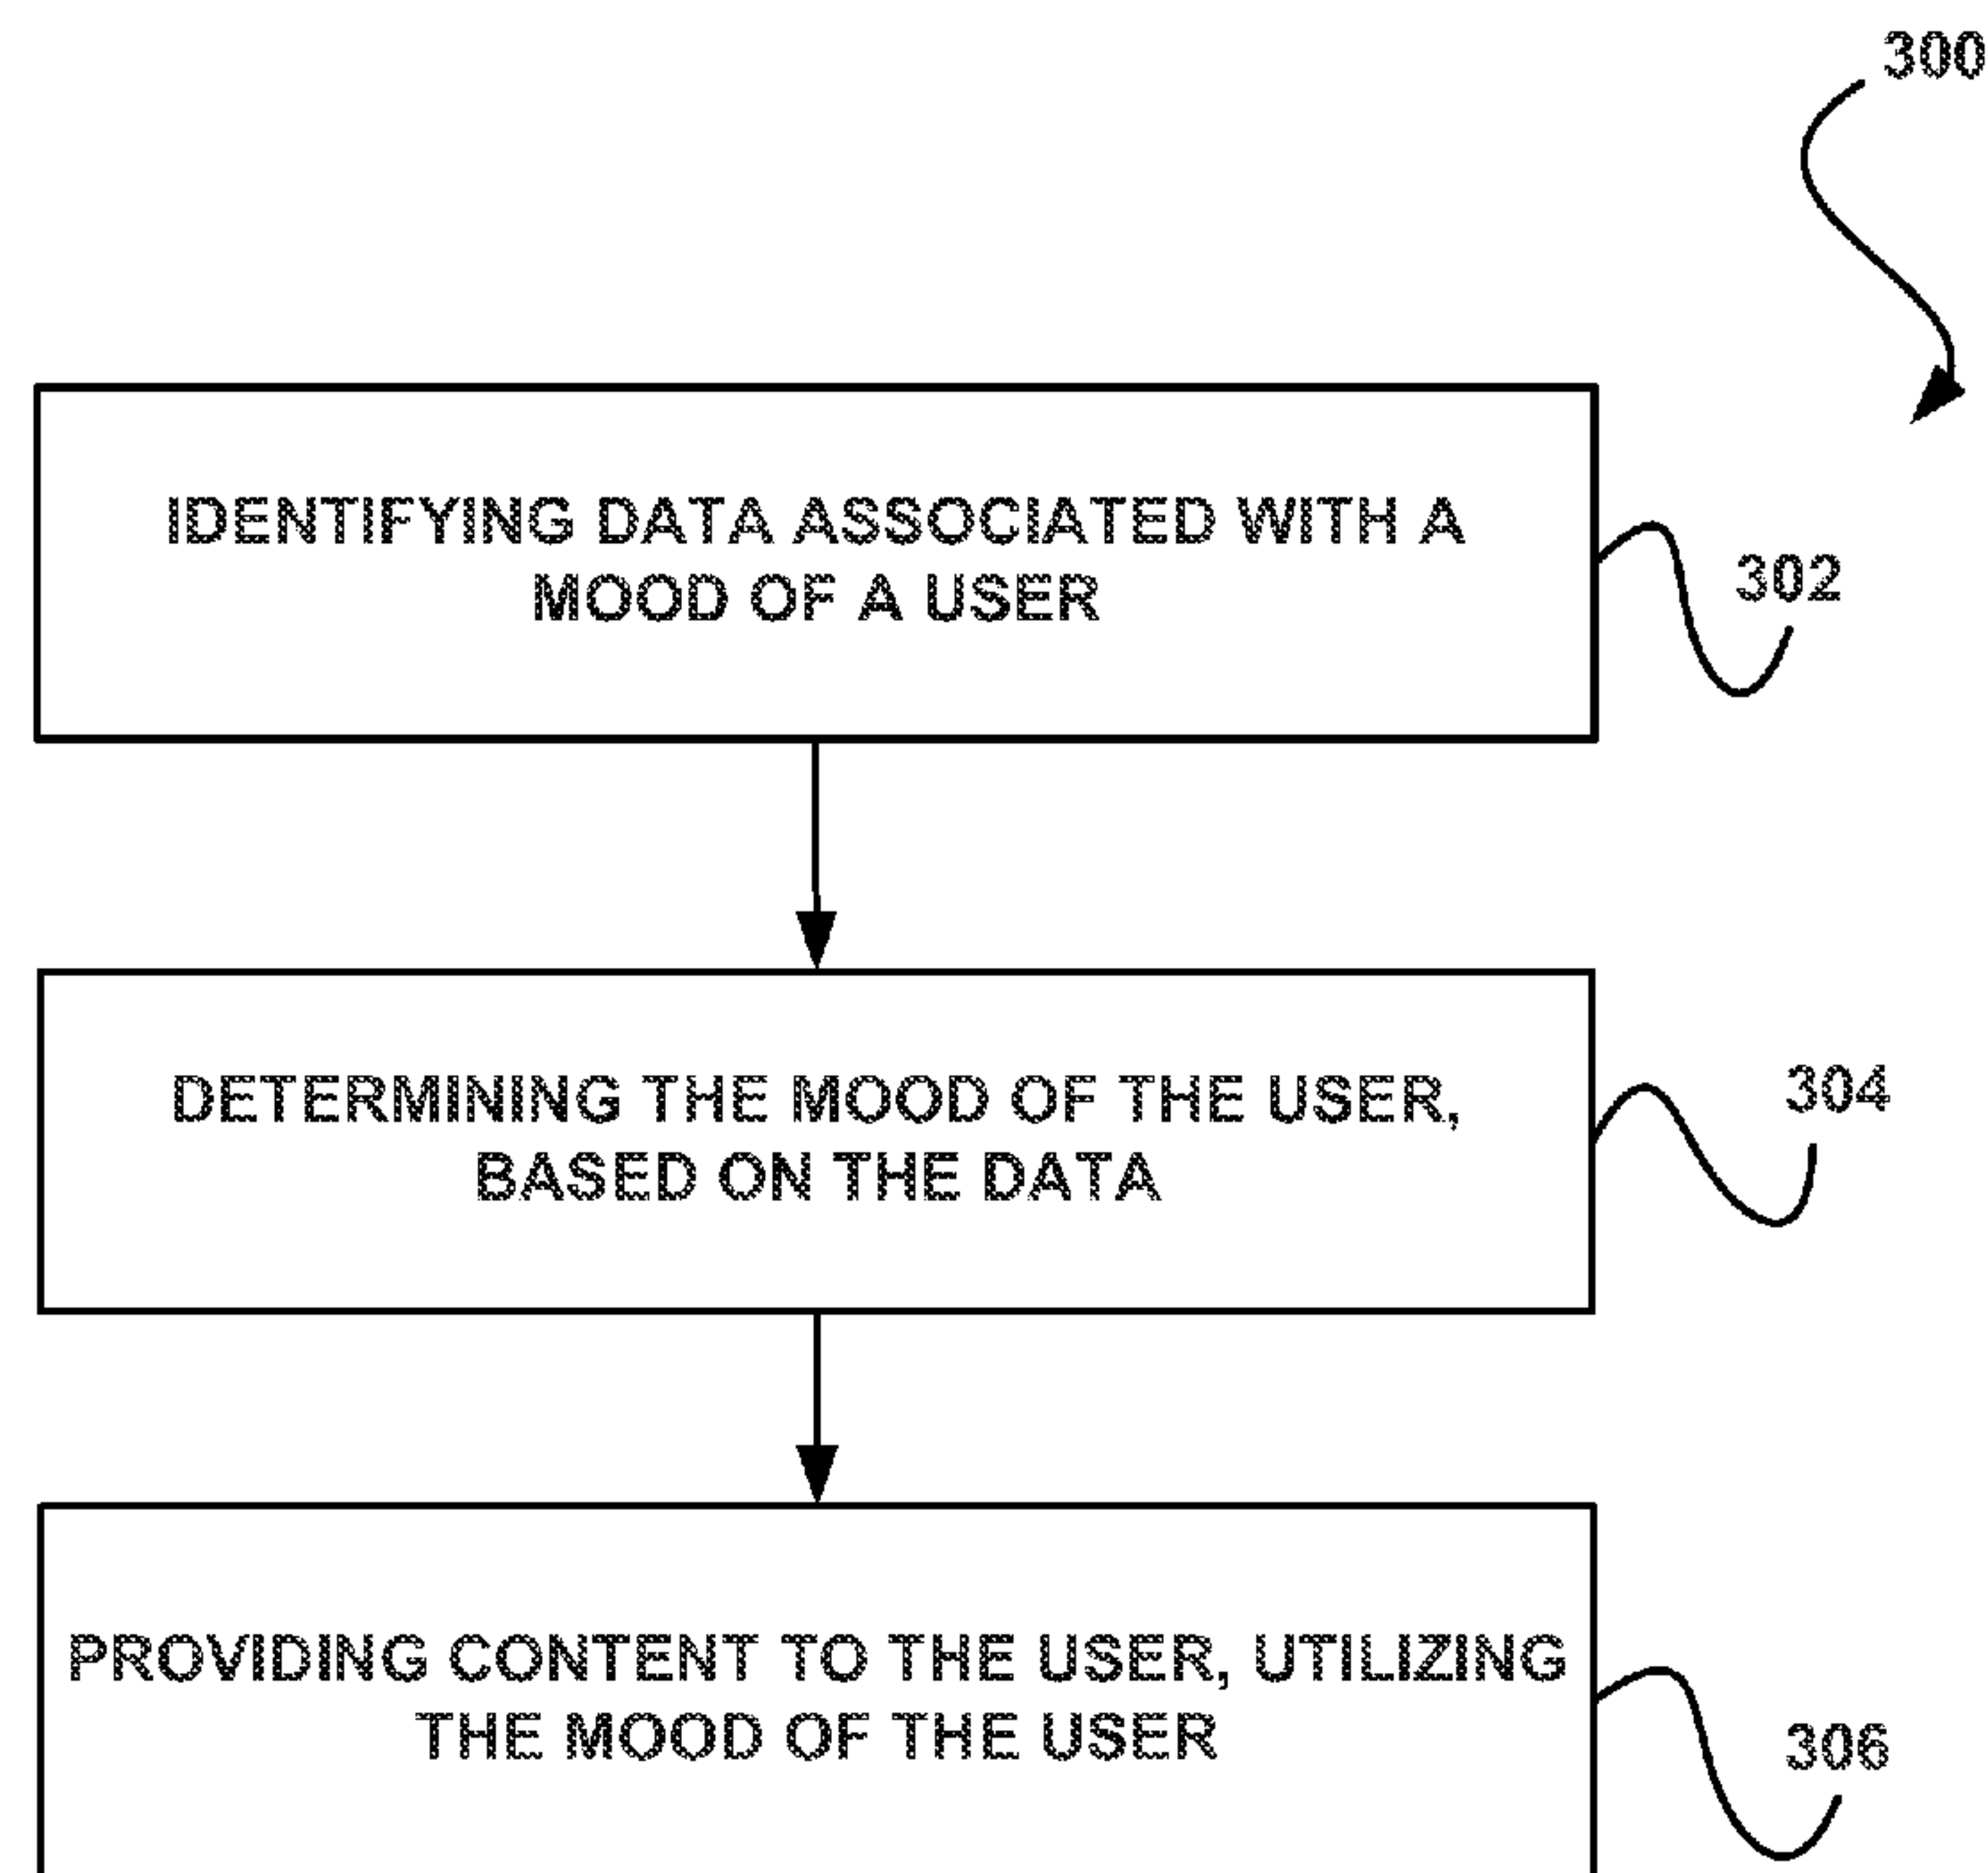 300
IDENTIFYING DATA ASSOCIATED WITH A
MOOD OF A USER
302
DETERMINING THE MOOD OF THE USER,
BASED ON THE DATA
304
PROVIDING CONTENT TO THE USER, UTILIZING
THE MOOD OF THE USER
306